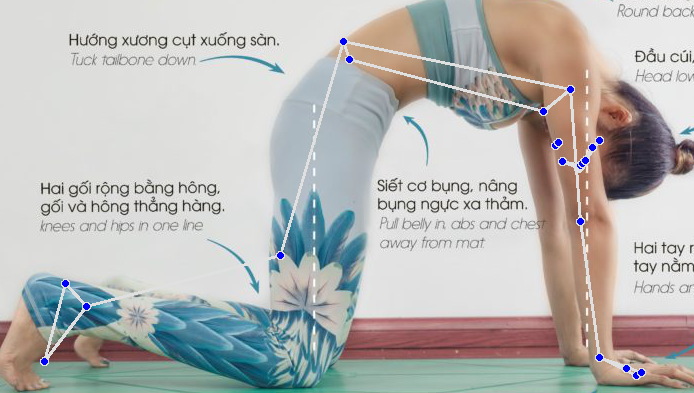 Round back
Hướng xương cụt xuống sàn.
Tuck tailbone down
Đầu cúi,
Head low
Hai gối rộng bằng hông,
gối và hông thẳng hàng.
knees and hips in one line
Siết cơ bụng, nâng
bụng ngực xa thảm.
Pull belly in, abs and chest
away from mat
Hai tay
tay nằm
Hands